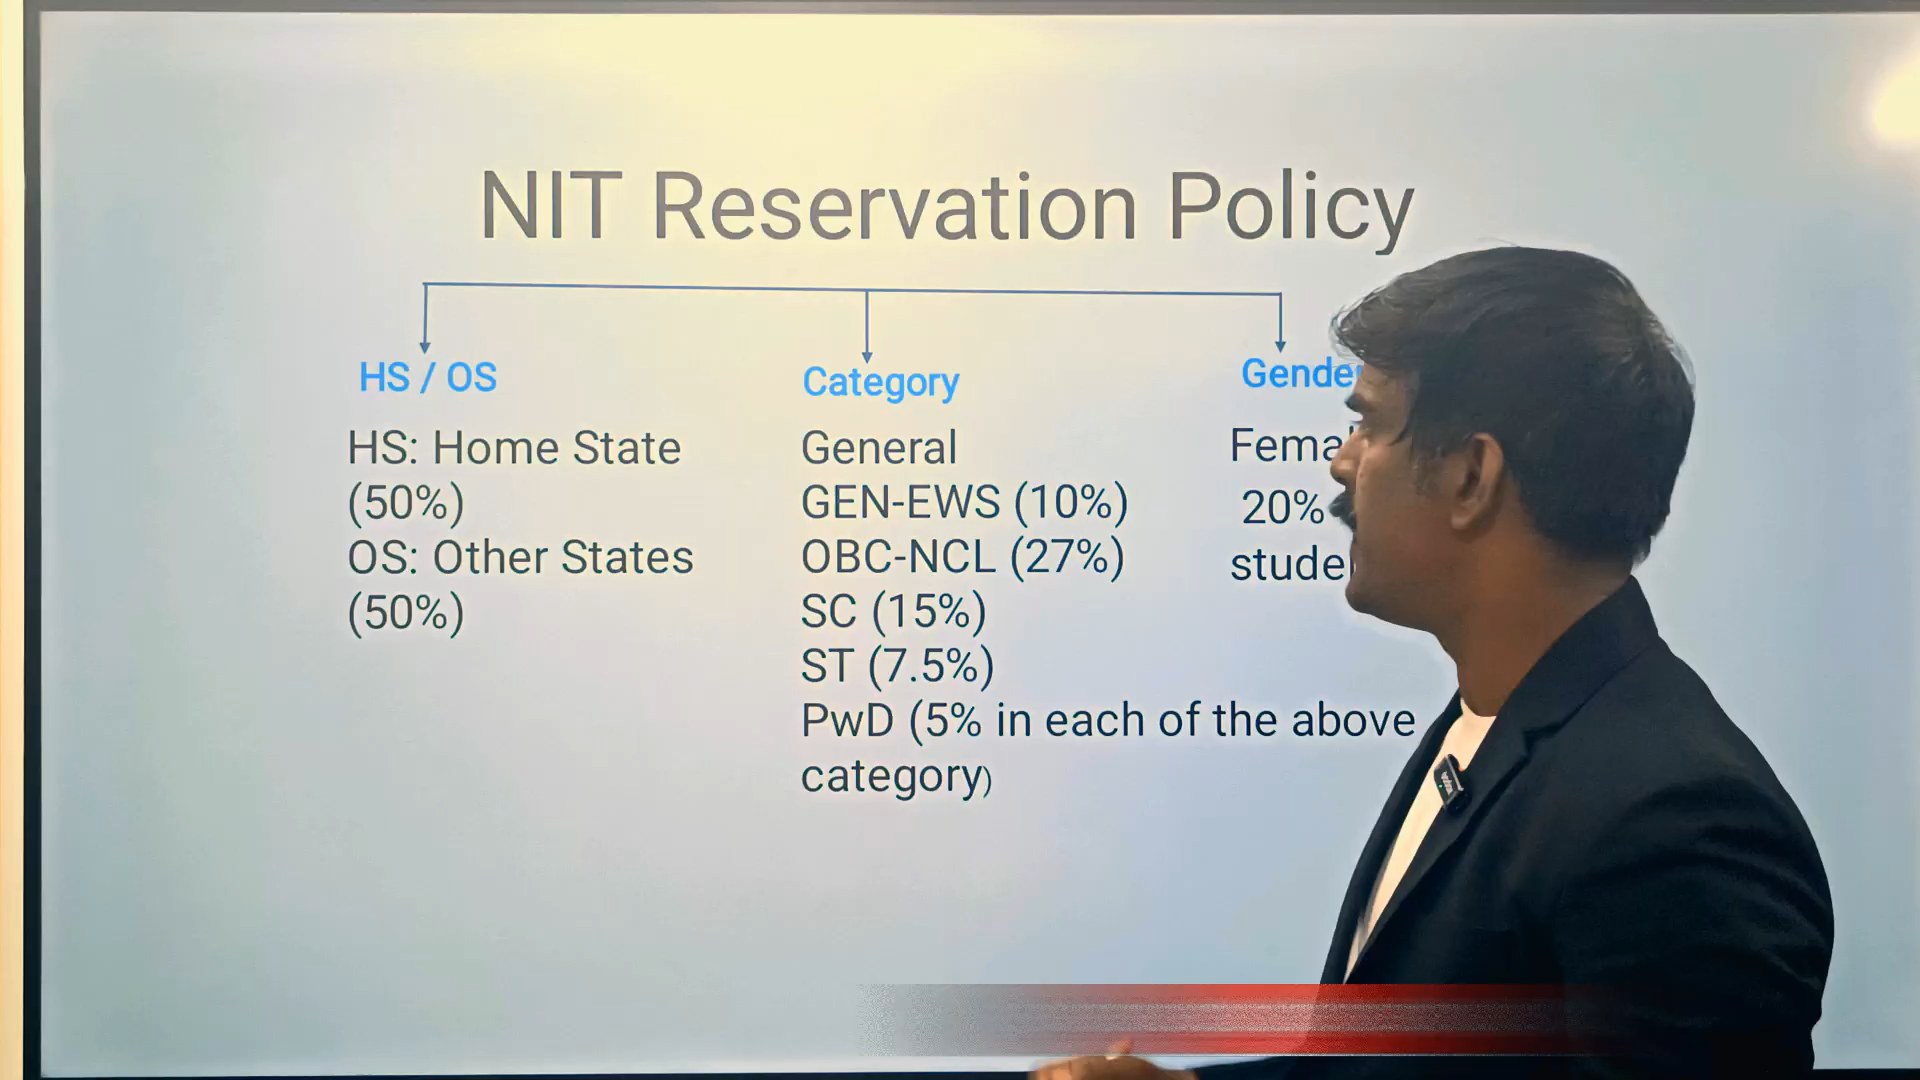 NIT Reservation Policy
HS / OS
HS: Home State
(50%)
OS: Other States
(50%)
Category
General
GEN-EWS (10%)
OBC-NCL (27%)
SC (15%)
ST (7.5%)
PwD (5% in each of the above
category)
20%